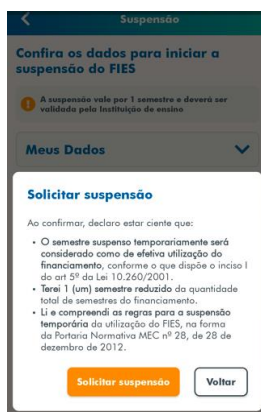 Suspensão
Confira os dados para iniciar a
suspensão do FIES
A suspensão vale por 1 semestre e deverá ser
validada pela Instituição de ensino
Meus Dados
Solicitar suspensão
Ao confirmar, declaro estar ciente que:
• O semestre suspenso temporariamente será
considerado como de efetiva utilização do
financiamento, conforme o que dispõe o inciso I
do art 5º da Lei 10.260/2001.
• Terei 1 (um) semestre reduzido da quantidade
total de semestres do financiamento.
• Li e compreendi as regras para a suspensão
temporária da utilização do FIES, na forma
da Portaria Normativa MEC nº 28, de 28 de
dezembro de 2012.
Solicitar suspensão
Voltar